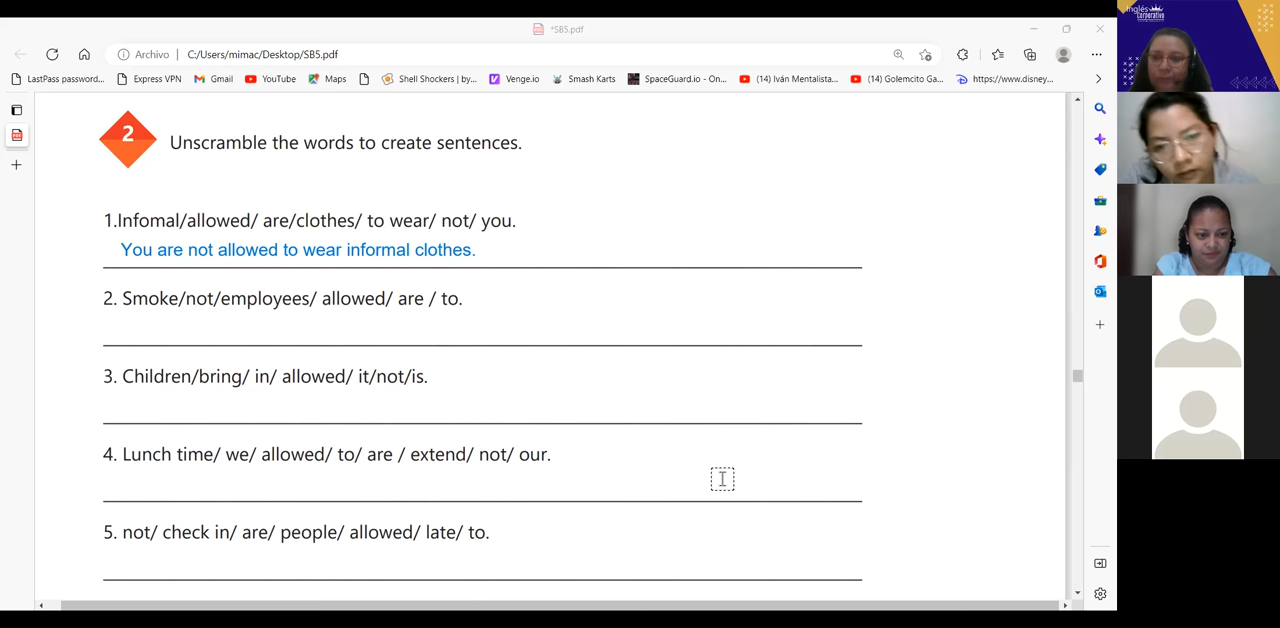 *SB5.pdf
Archivo | C:/Users/mimac/Desktop/SB5.pdf
LastPass password... Express VPN Gmail YouTube Maps Shell Shockers | by... Venge.io Smash Karts SpaceGuard.io - On... (14) Iván Mentalista... (14) Golemcito Ga... https://www.disney...
Inglés
Corporativo
2 Unscramble the words to create sentences.
1.Infomal/allowed/ are/clothes/ to wear/ not/ you.
You are not allowed to wear informal clothes.
2. Smoke/not/employees/ allowed/ are / to.
3. Children/bring/ in/ allowed/ it/not/is.
4. Lunch time/ we/ allowed/ to/ are / extend/ not/ our.
5. not/ check in/ are/ people/ allowed/ late/ to.